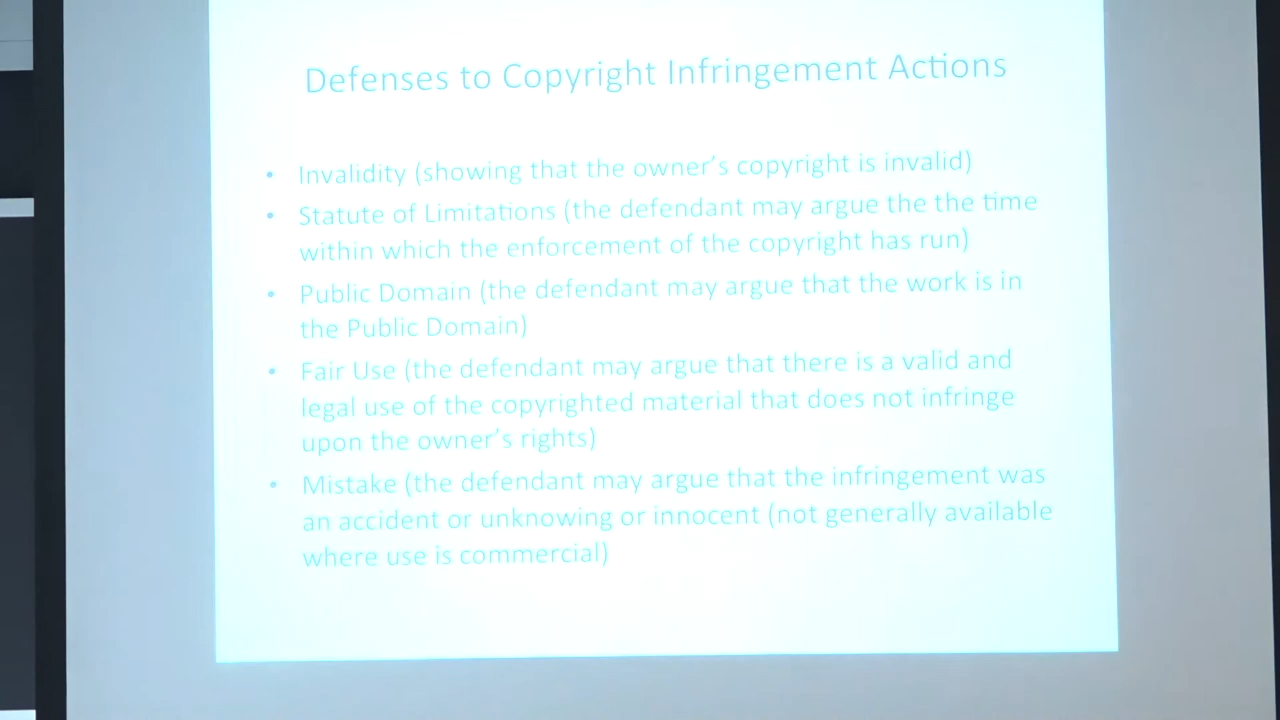 Defenses to Copyright Infringement Actions
• Invalidity (showing that the owner's copyright is invalid)
• Statute of Limitations (the defendant may argue the the time
within which the enforcement of the copyright has run)
• Public Domain (the defendant may argue that the work is in
the Public Domain)
• Fair Use (the defendant may argue that there is a valid and
legal use of the copyrighted material that does not infringe
upon the owner's rights)
• Mistake (the defendant may argue that the infringement was
an accident or unknowing or innocent (not generally available
where use is commercial)